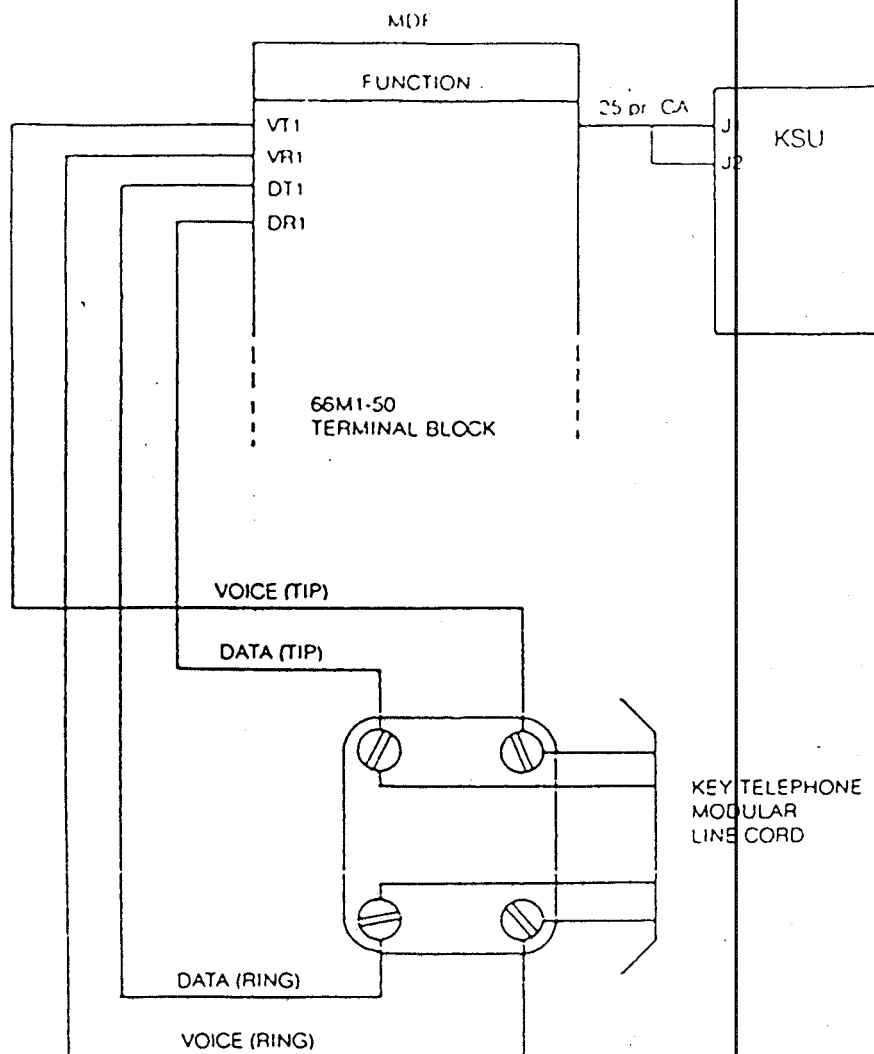 MDF
FUNCTION
25 pr. CA
J1
KSU
J2
VT1
VR1
DT1
DR1
66M1-50
TERMINAL BLOCK
VOICE (TIP)
DATA (TIP)
KEY TELEPHONE
MODULAR
LINE CORD
DATA (RING)
VOICE (RING)